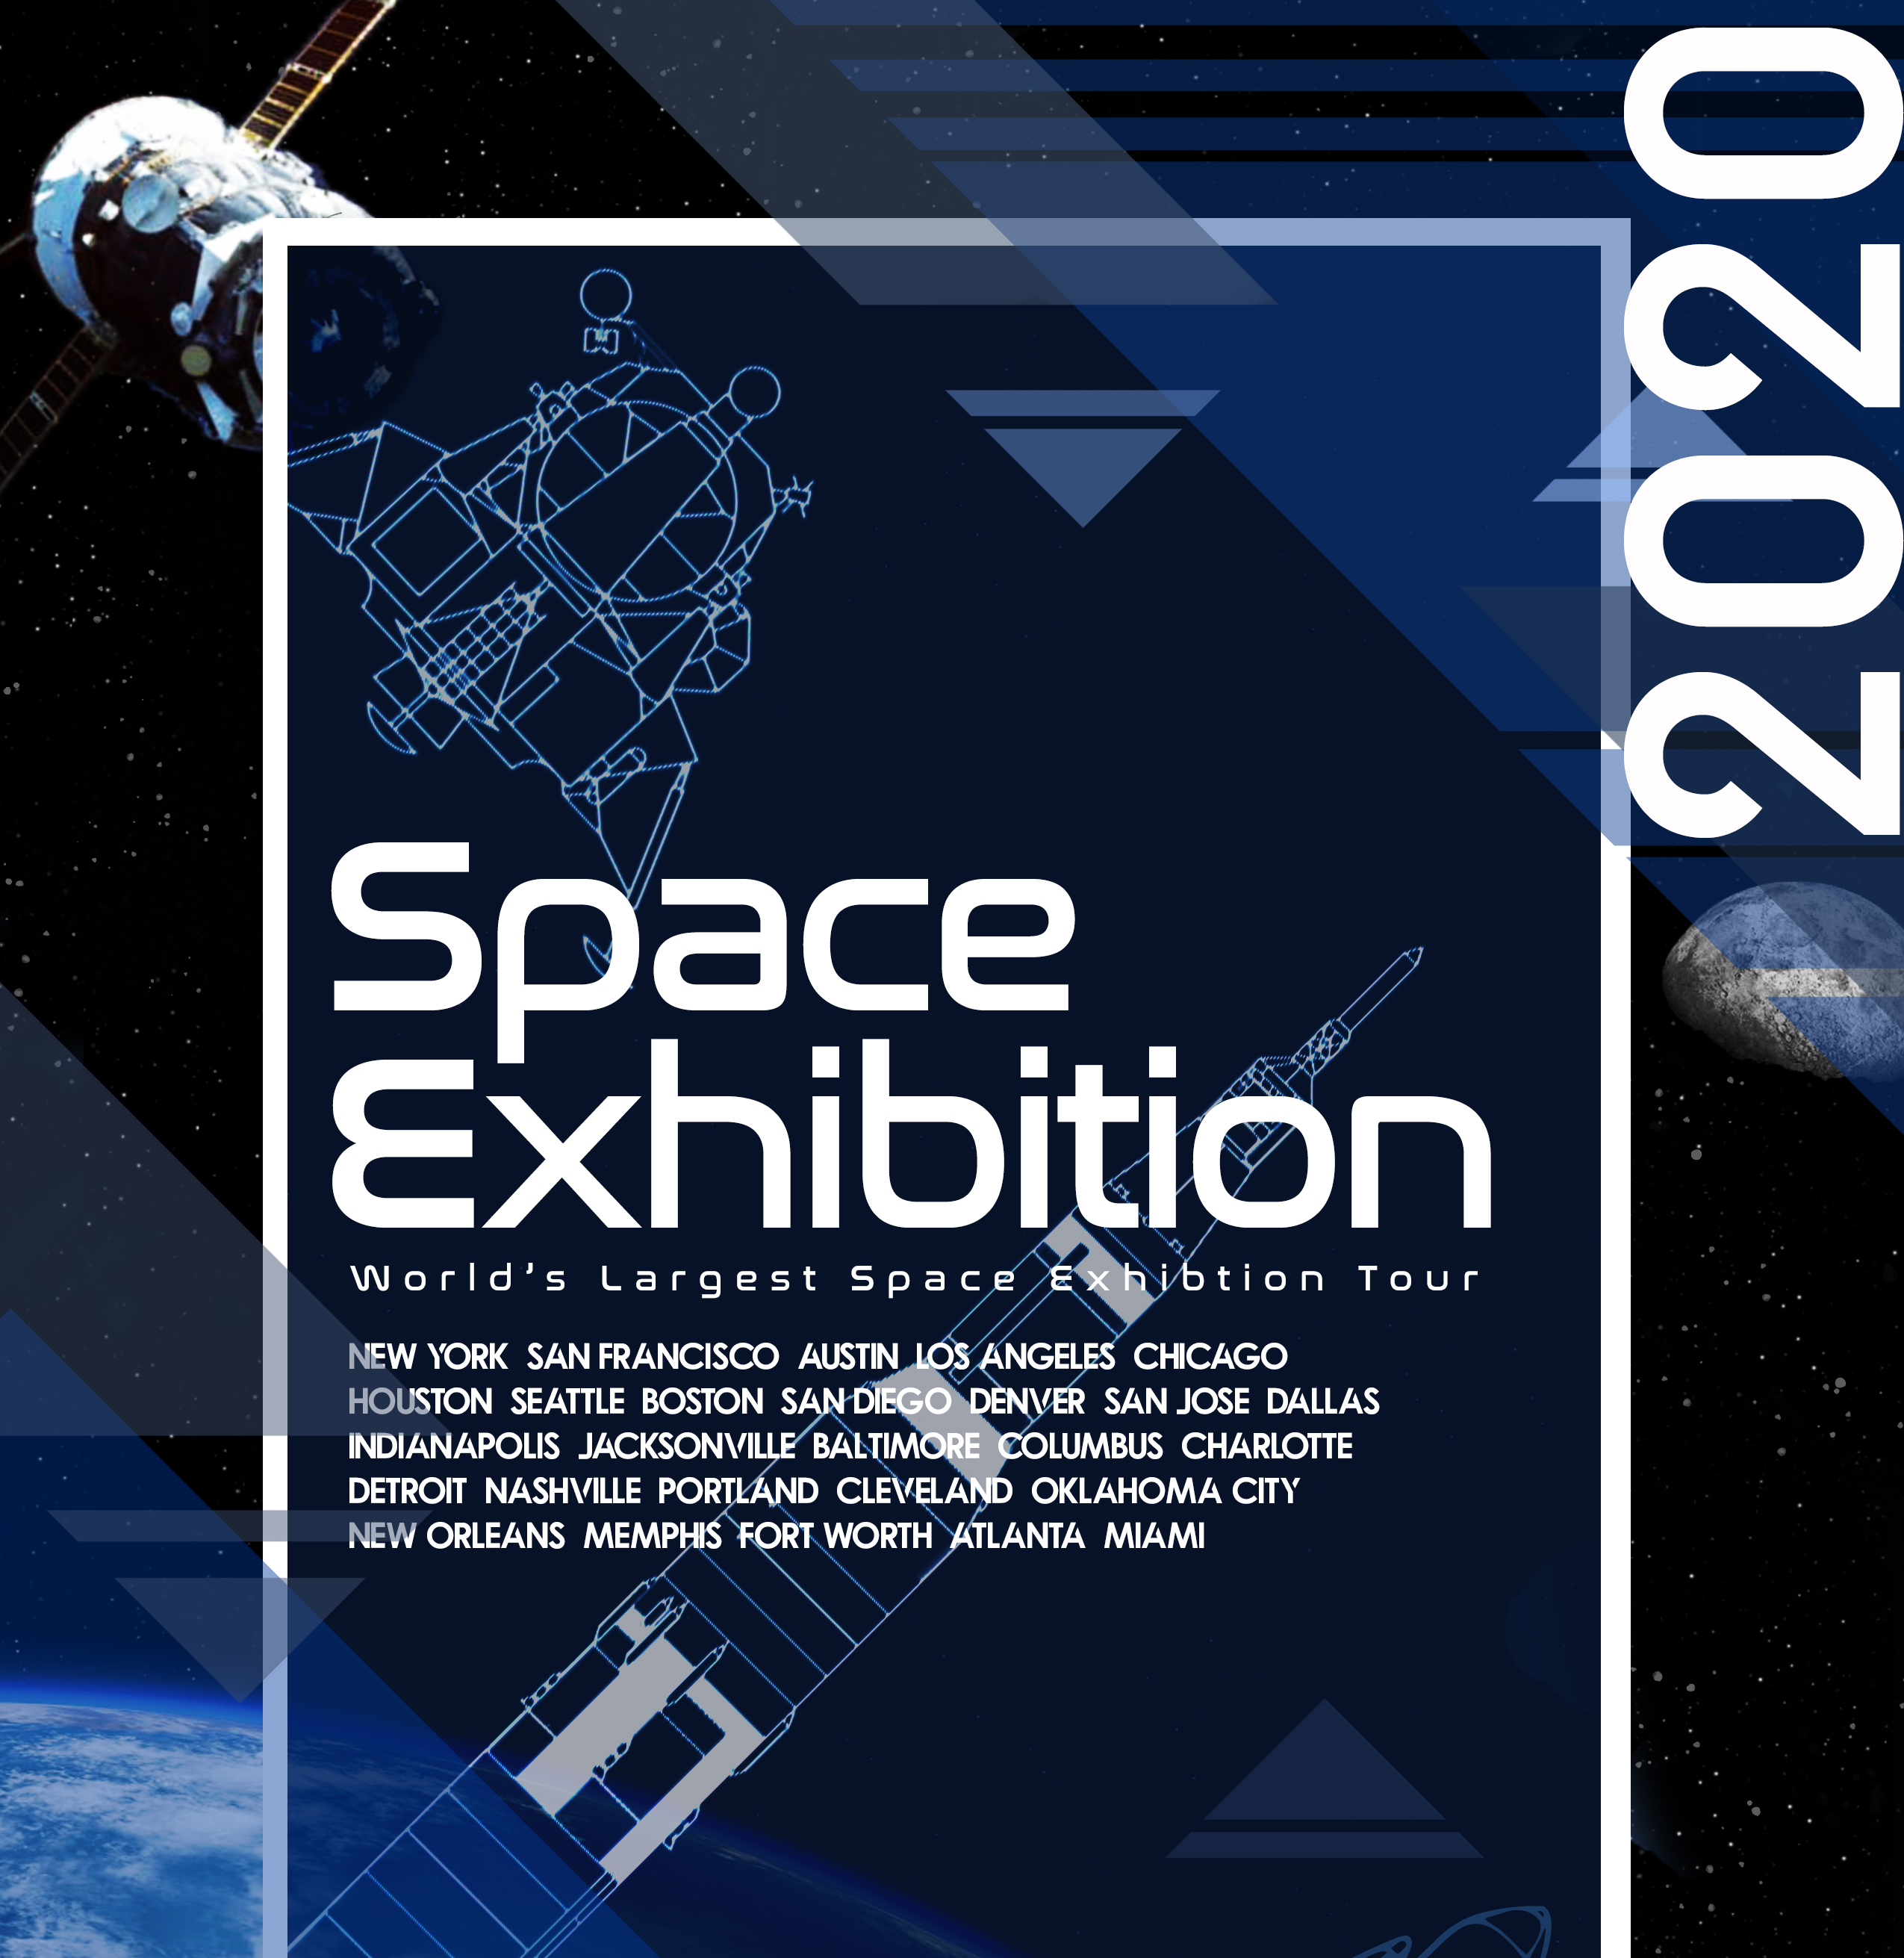 2020
Space
Exhibition
World's Largest Space Exhibtion Tour
NEW YORK SAN FRANCISCO AUSTIN LOS ANGELES CHICAGO
HOUSTON SEATTLE BOSTON SAN DIEGO DENVER SAN JOSE DALLAS
INDIANAPOLIS JACKSONVILLE BALTIMORE COLUMBUS CHARLOTTE
DETROIT NASHVILLE PORTLAND CLEVELAND OKLAHOMA CITY
NEW ORLEANS MEMPHIS FORT WORTH ATLANTA MIAMI